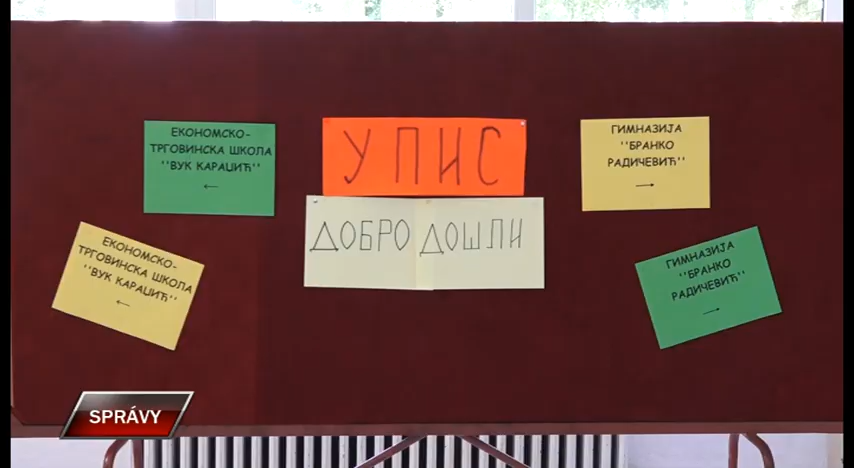 ЕКОНОМСКО-
ТРГОВИНСКА ШКОЛА
''ВУК КАРАЏИЋ''
←
УПИС
ДОБРО ДОШЛИ
ГИМНАЗИЈА
''БРАНКО
РАДИЧЕВИЋ''
→
ЕКОНОМСКО-
ТРГОВИНСКА ШКОЛА
''ВУК КАРАЏИЋ''
←
ГИМНАЗИЈА
''БРАНКО
РАДИЧЕВИЋ''
→
SPRÁVY